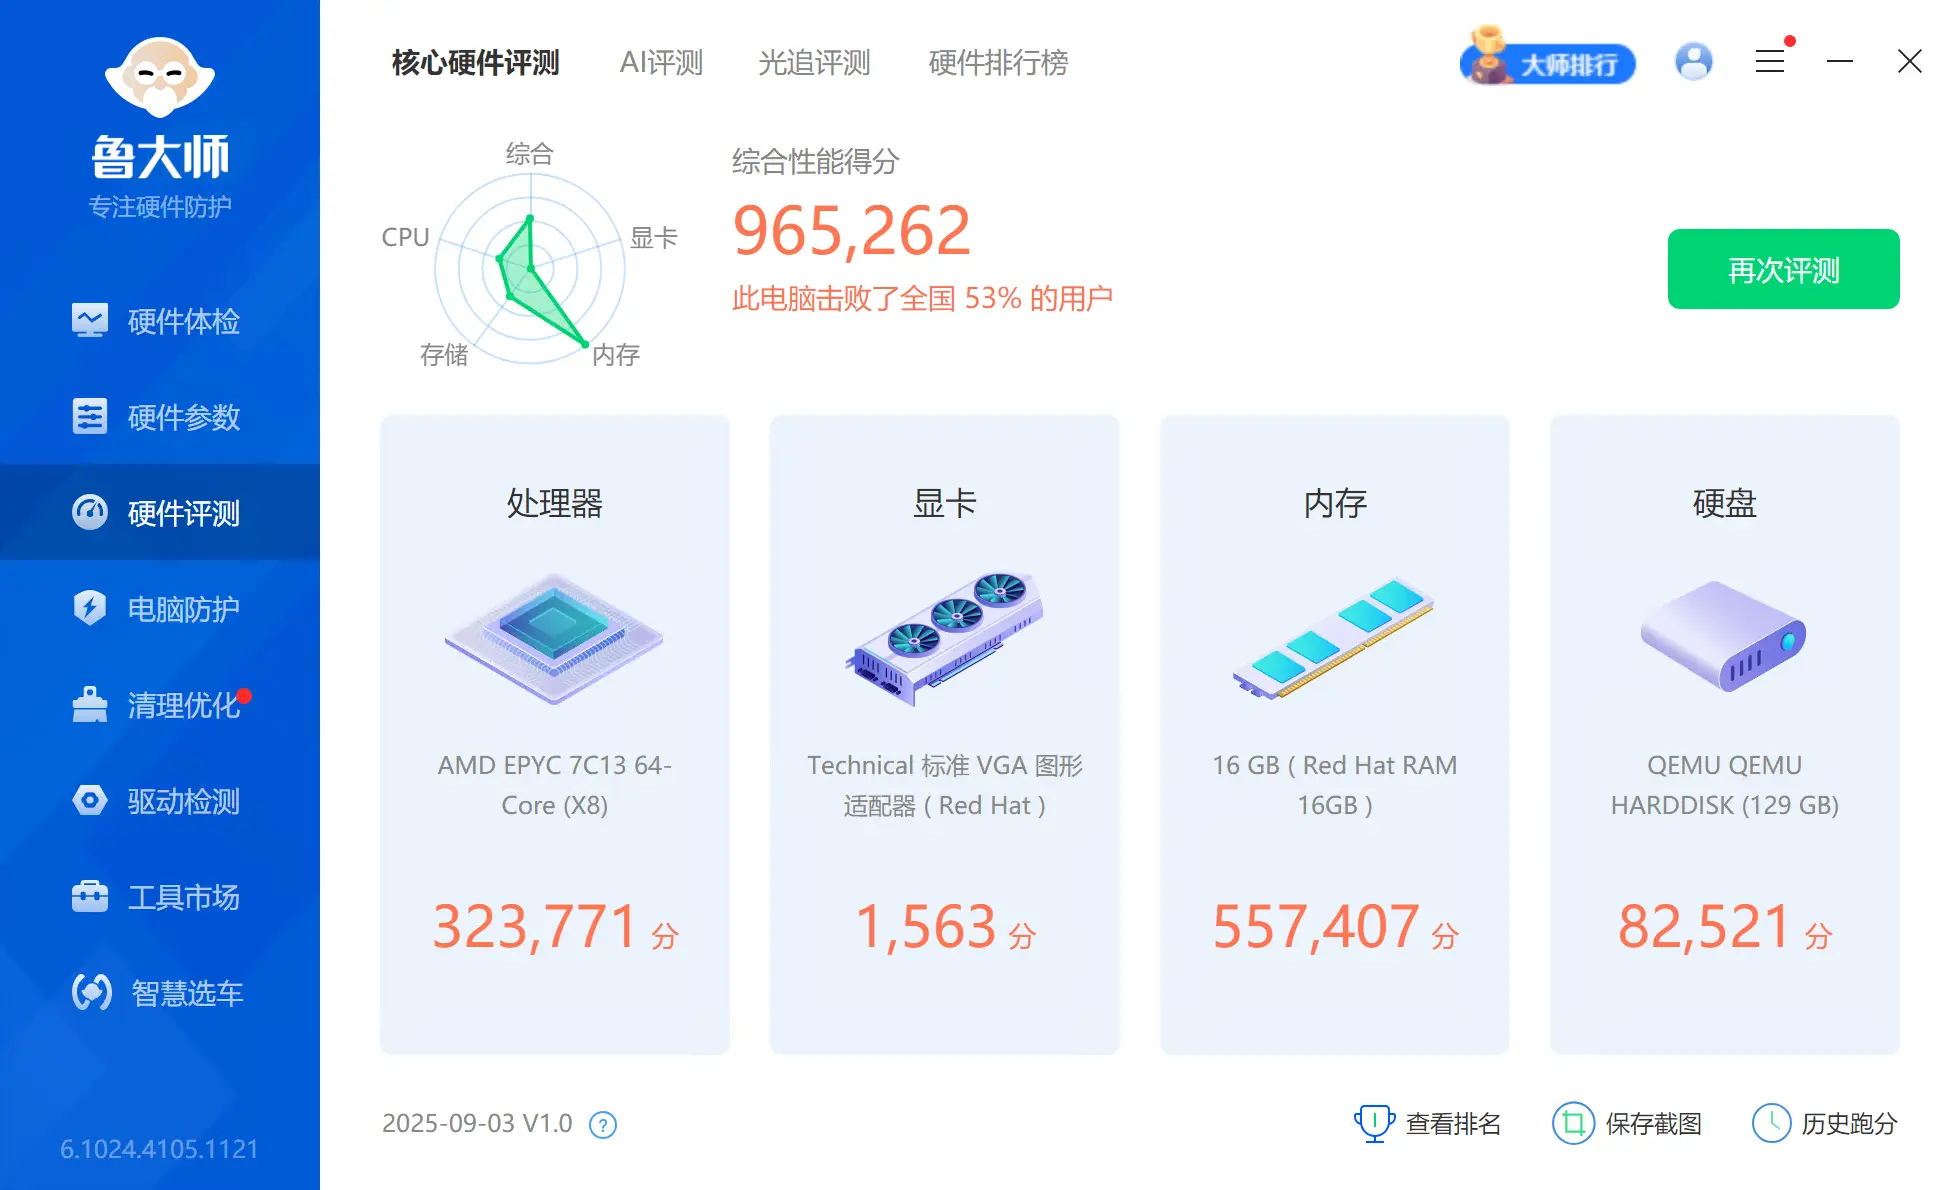 鲁大师
专注硬件防护
硬件体检
硬件参数
硬件评测
电脑防护
清理优化
驱动检测
工具市场
智慧选车
6.1024.4105.1121
核心硬件评测 AI评测 光追评测 硬件排行榜
大师排行
综合
CPU
显卡
存储
内存
综合性能得分
965,262
此电脑击败了全国 53% 的用户
再次评测
处理器
AMD EPYC 7C13 64-
Core (X8)
323,771 分
显卡
Technical 标准 VGA 图形
适配器 ( Red Hat )
1,563 分
内存
16 GB ( Red Hat RAM
16GB )
557,407 分
硬盘
QEMU QEMU
HARDDISK (129 GB)
82,521 分
2025-09-03 V1.0 ?
查看排名
保存截图
历史跑分